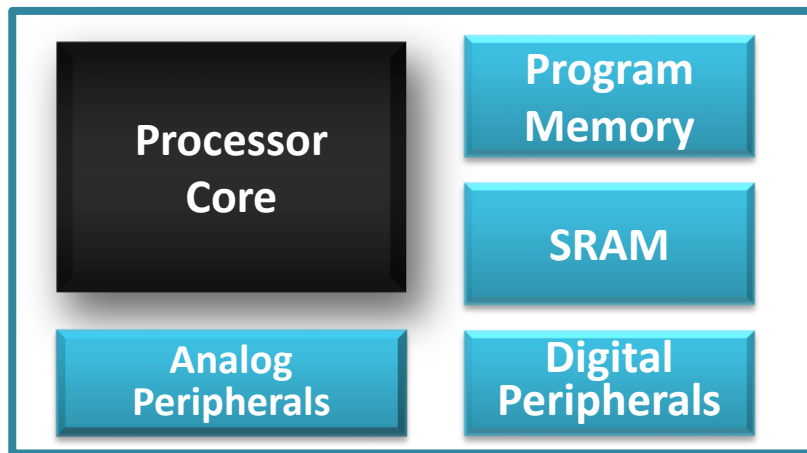 Processor
Core
Program
Memory
SRAM
Analog
Peripherals
Digital
Peripherals